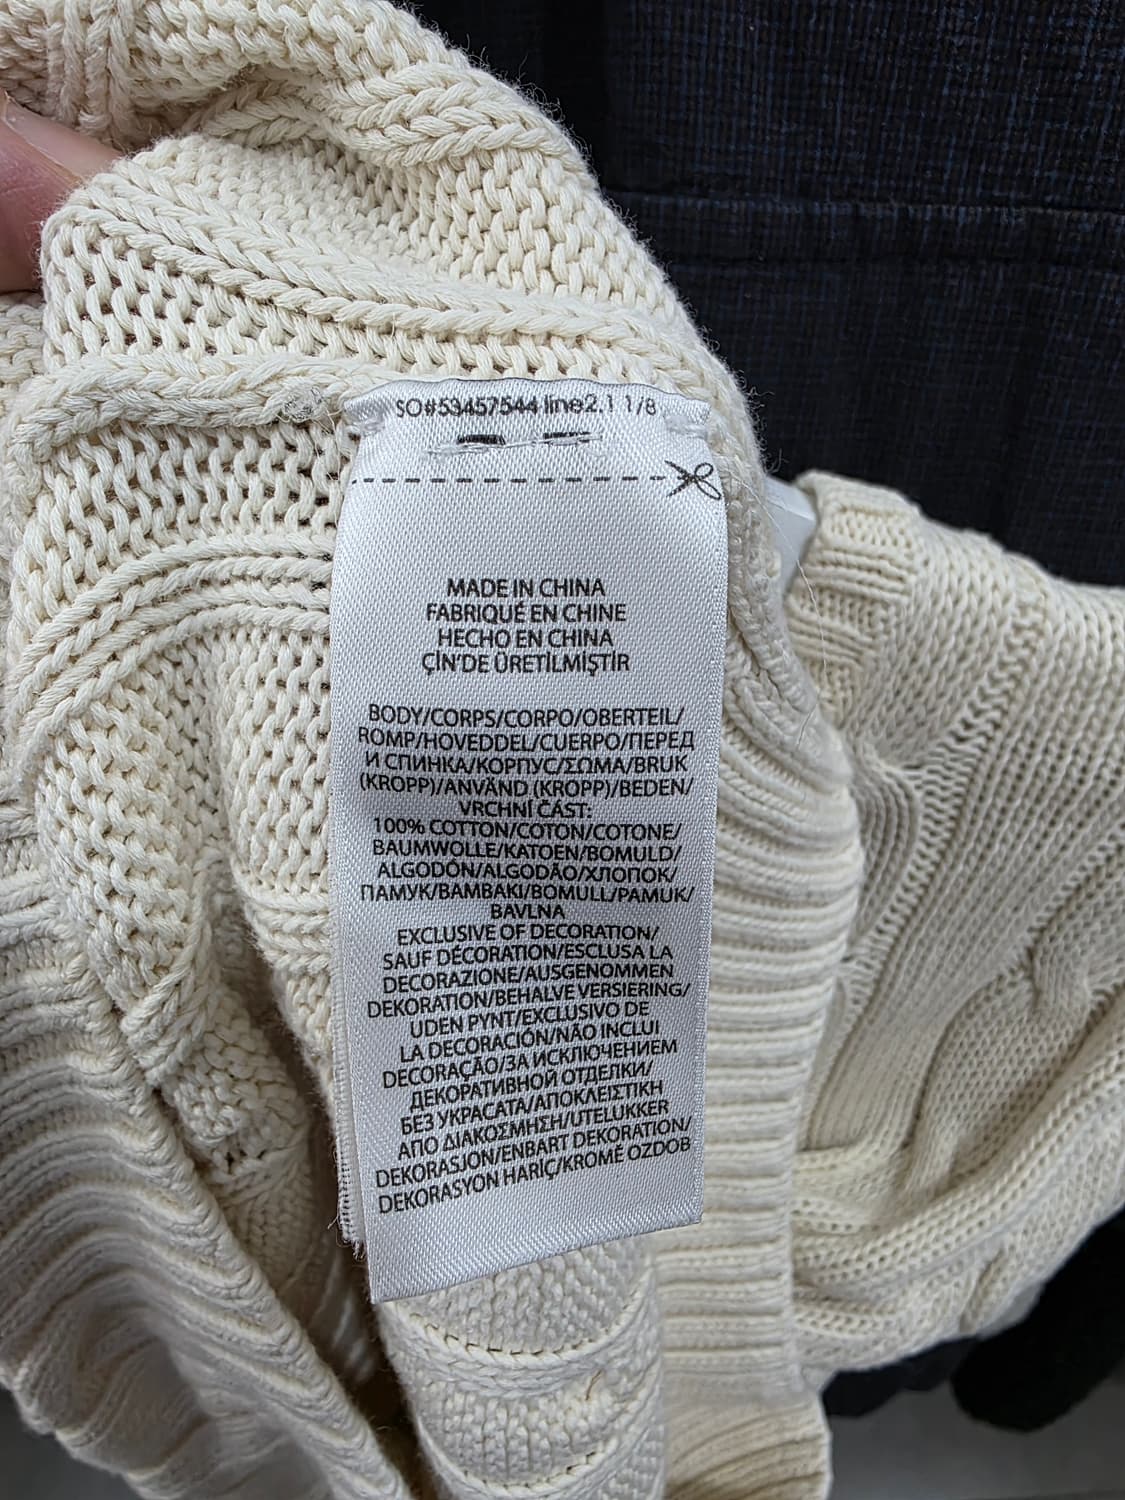 SO#53457544 line2.1 1/8
MADE IN CHINA
FABRIQUÉ EN CHINE
HECHO EN CHINA
ÇİN'DE ÜRETİLMİŞTİR
BODY/CORPS/CORPO/OBERTEIL/
ROMP/HOVEDDEL/CUERPO/ПЕРЕД
И СПИНКА/КОРПУС/ΣΩΜΑ/BRUK
(KROPP)/ANVÄND (KROPP)/BEDEN/
VRCHNÍ ČÁST:
100% COTTON/COTON/COTONE/
BAUMWOLLE/KATOEN/BOMULD/
ALGODÓN/ALGODÃO/ХЛОПОК/
ПАМУК/ΒΑΜΒΑΚΙ/BOMULL/PAMUK/
BAVLNA
EXCLUSIVE OF DECORATION/
SAUF DÉCORATION/ESCLUSA LA
DECORAZIONE/AUSGENOMMEN
DEKORATION/BEHALVE VERSIERING/
UDEN PYNT/EXCLUSIVO DE
LA DECORACIÓN/NÃO INCLUI
DECORAÇÃO/ЗА ИСКЛЮЧЕНИЕМ
ДЕКОРАТИВНОЙ ОТДЕЛКИ/
БЕЗ УКРАСАТА/ΑΠΟΚΛΕΙΣΤΙΚΗ
ΑΠΟ ΔΙΑΚΟΣΜΗΣΗ/UTELUKKER
DEKORASJON/ENBART DEKORATION/
DEKORASYON HARİÇ/KROMĚ OZDOB